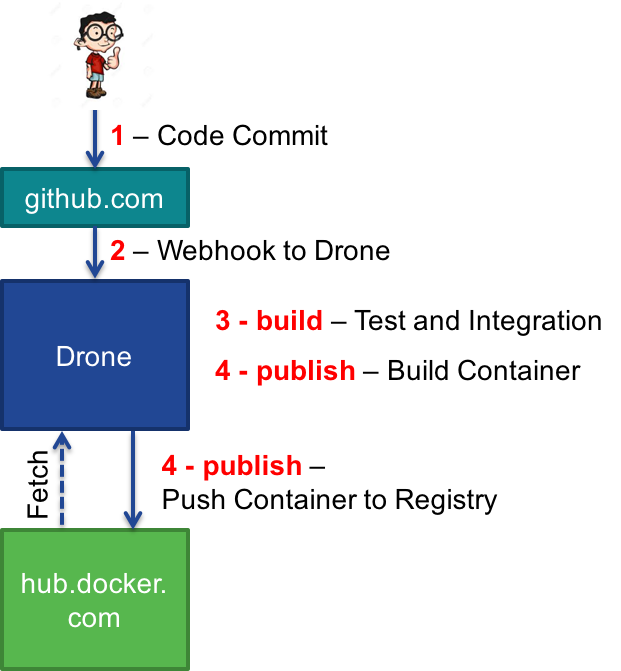 1 – Code Commit
github.com
2 – Webhook to Drone
3 - build – Test and Integration
Drone
4 - publish – Build Container
Fetch
4 - publish –
Push Container to Registry
hub.docker.
com